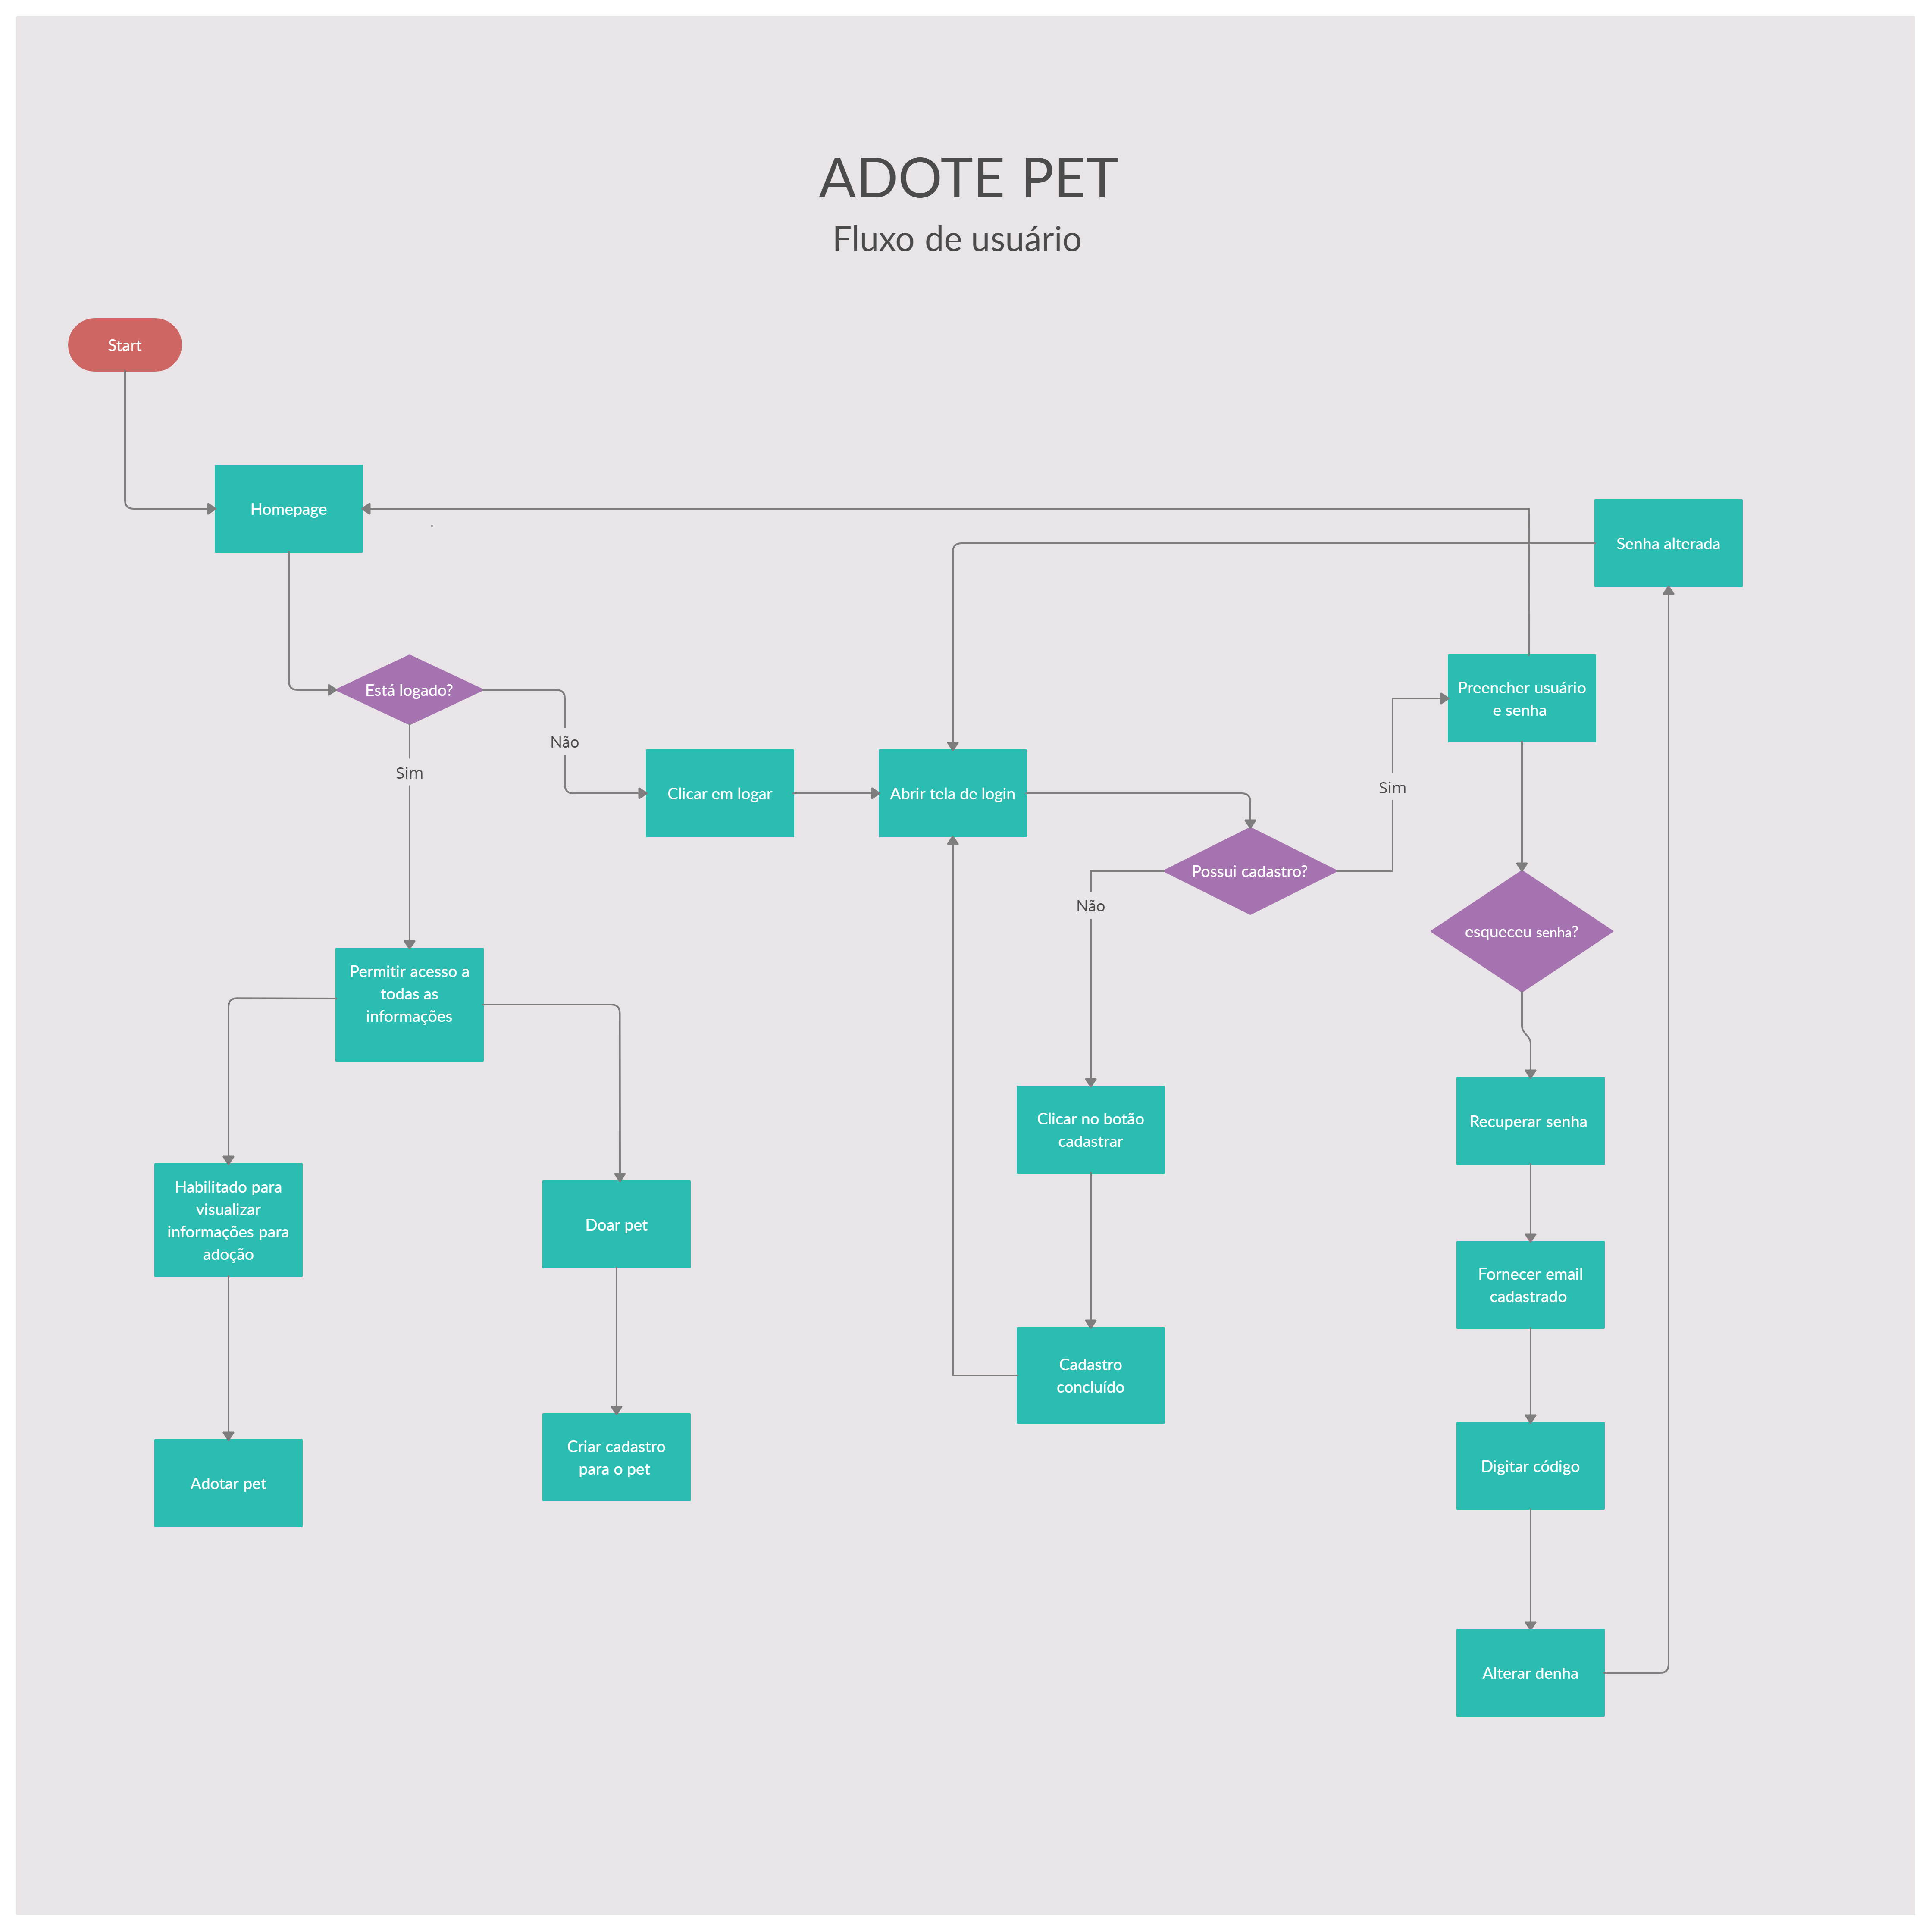 ADOTE PET
Fluxo de usuário
Start
Homepage
Senha alterada
Está logado?
Preencher usuário
e senha
Não
Sim
Clicar em logar
Abrir tela de login
Sim
Possui cadastro?
Não
esqueceu senha?
Permitir acesso a
todas as
informações
Clicar no botão
cadastrar
Recuperar senha
Habilitado para
visualizar
informações para
adoção
Doar pet
Fornecer email
cadastrado
Cadastro
concluído
Criar cadastro
para o pet
Adotar pet
Digitar código
Alterar denha